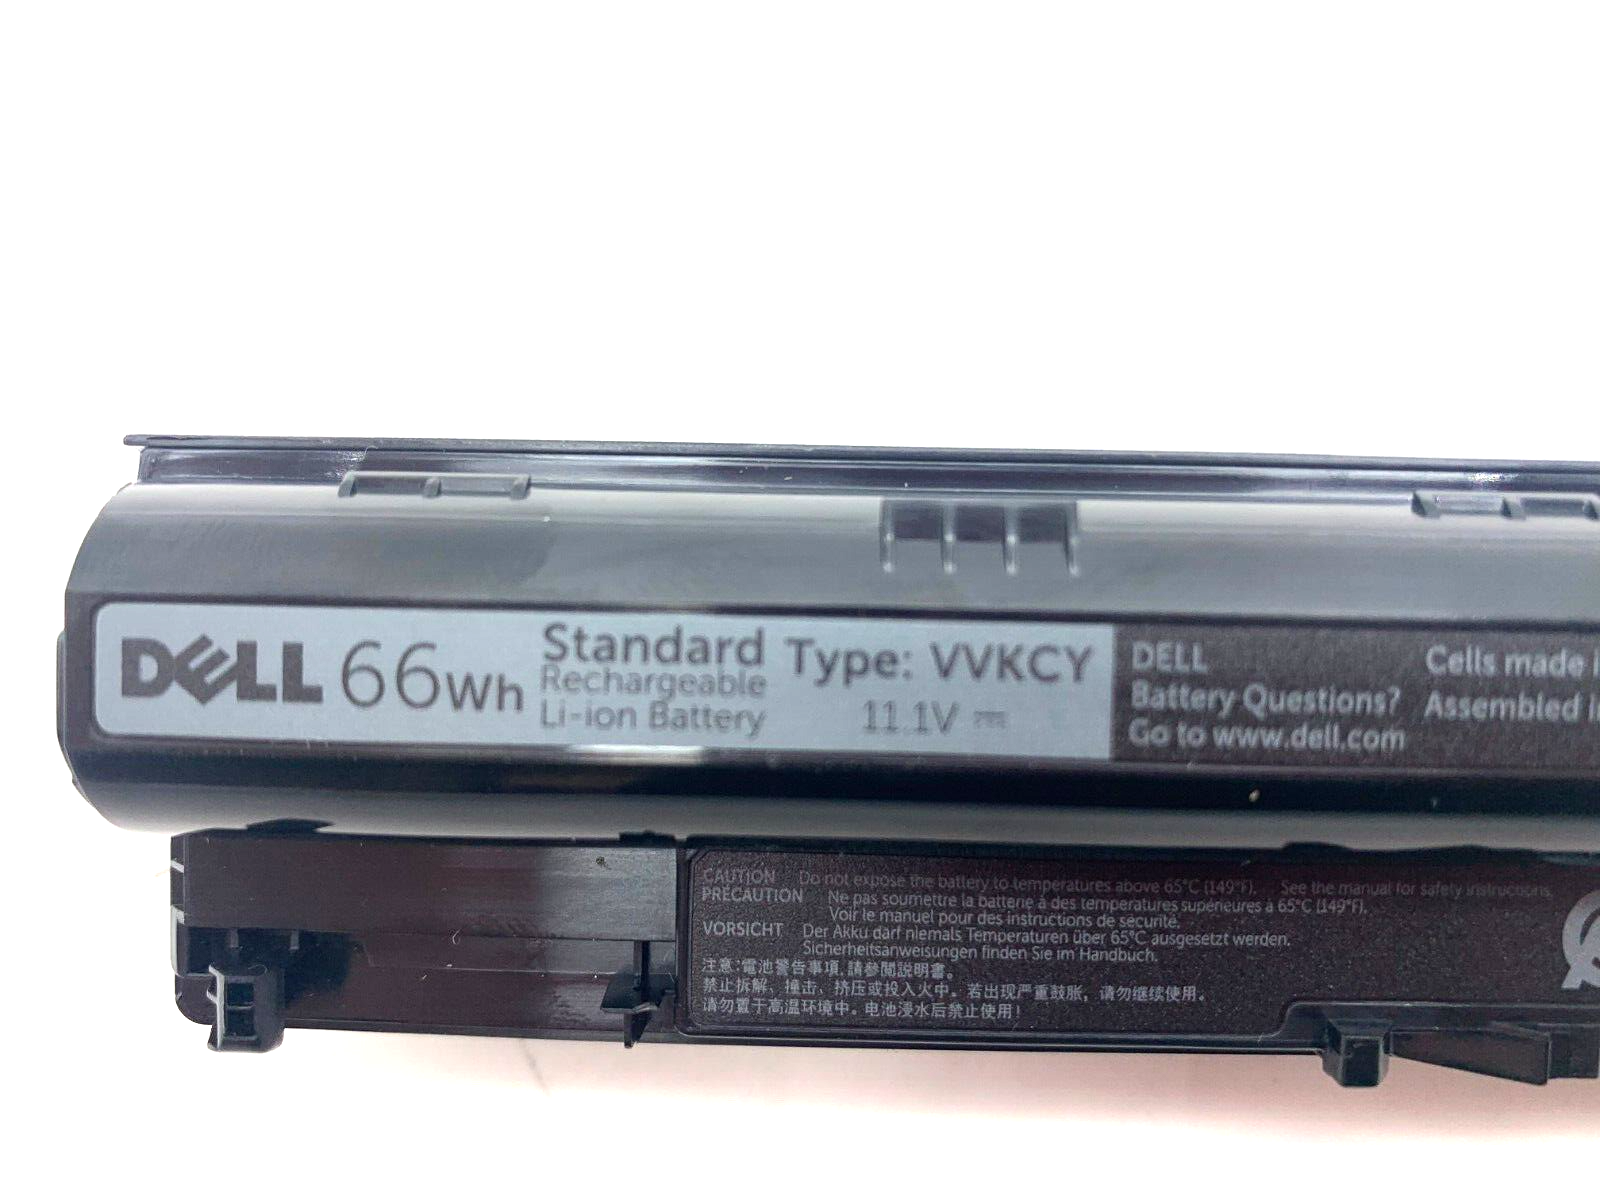 DELL 66Wh
Standard
Rechargeable
Li-ion Battery
Type: VVKCY
11.1V
DELL
Battery Questions?
Go to www.dell.com
Cells made
Assembled
CAUTION Do not expose the battery to temperatures above 65°C (149°F). See the manual for safety instructions.
PRECAUTION Ne pas soumettre la batterie à des temperatures supérieures à 65°C (149°F).
Voir le manuel pour des instructions de sécurité.
VORSICHT Der Akku darf niemals Temperaturen über 65°C ausgesetzt werden.
Sicherheitsanweisungen finden Sie im Handbuch.
注意:電池警告事項,請參閱說明書。
禁止拆解、撞击、挤压或投入火中。若出现严重鼓胀，请勿继续使用。
请勿置于高温环境中。电池浸水后禁止使用!